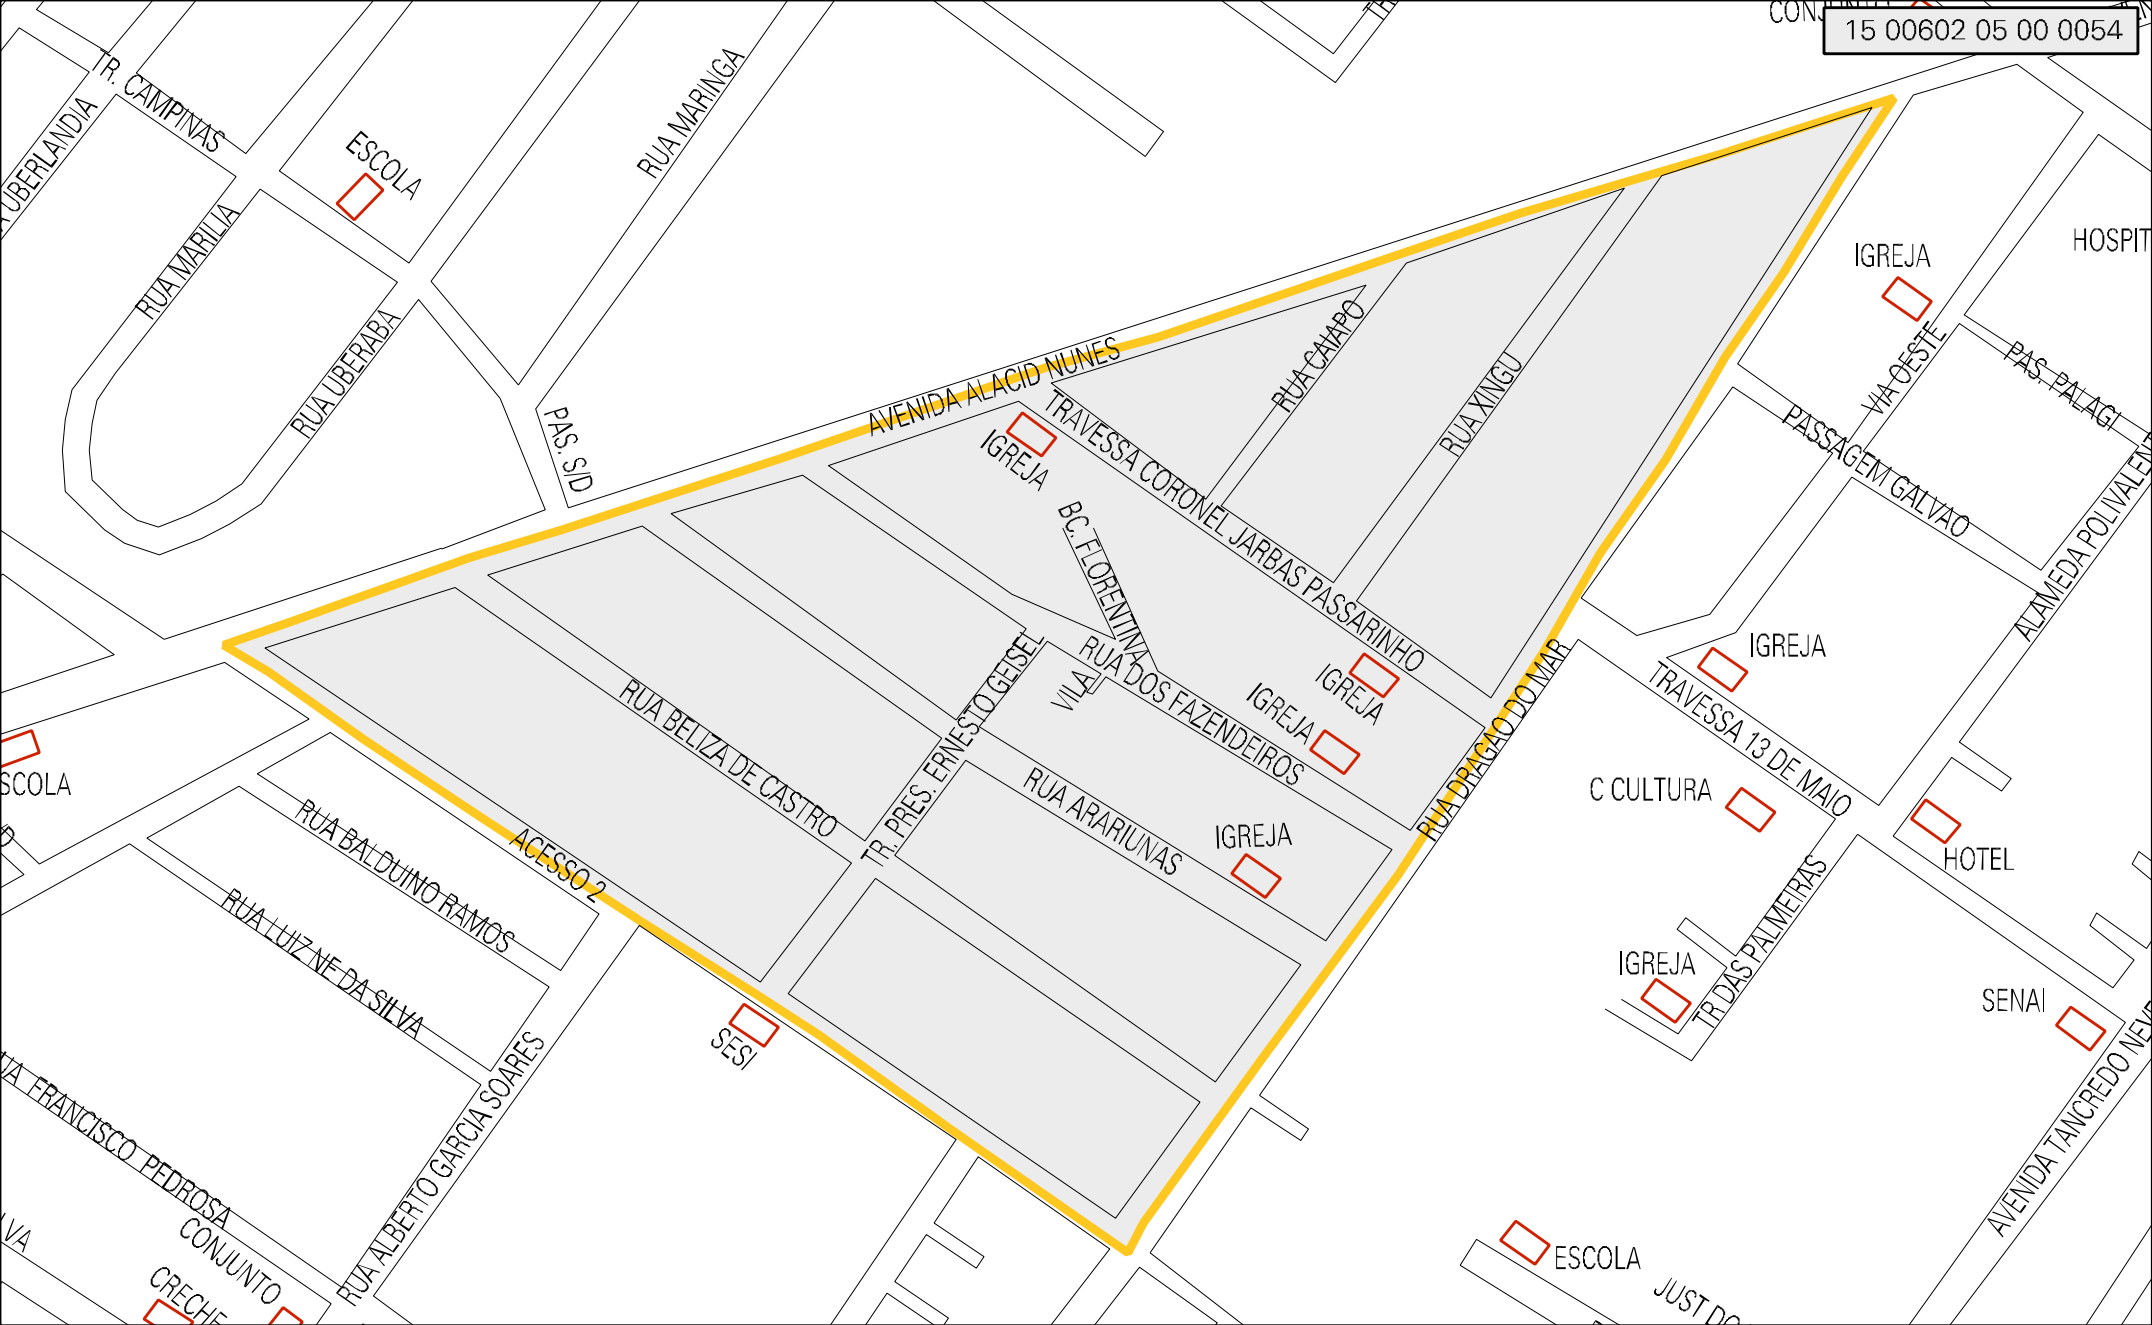 CONJUNTO
15 00602 05 00 0054
TR. CAMPINAS
RUA MARINGA
ESCOLA
UBERLANDIA
RUA MARILIA
RUA UBERABA
PAS. S/D
AVENIDA ALACID NUNES
IGREJA
HOSPIT
RUA CAIAPO
RUA XINGU
VIA OESTE
PAS. PALAGI
PASSAGEM GALVAO
TRAVESSA CORONEL JARBAS PASSARINHO
IGREJA
BC. FLORENTINA
ALAMEDA POLIVALEN
VILA
RUA DOS FAZENDEIROS
IGREJA
IGREJA
IGREJA
TRAVESSA 13 DE MAIO
RUA DRAGAO DO MAR
RUA BELIZA DE CASTRO
TR. PRES. ERNESTO GEISEL
RUA ARARIUNAS
IGREJA
C CULTURA
HOTEL
SCOLA
RUA BALDUINO RAMOS
ACESSO 2
RUA LUIZ NE DA SILVA
TR DAS PALMEIRAS
IGREJA
SENAI
SESI
RUA ALBERTO GARCIA SOARES
UA FRANCISCO PEDROSA
AVENIDA TANCREDO NEVE
LVA
CONJUNTO
CRECHE
ESCOLA
JUST DO